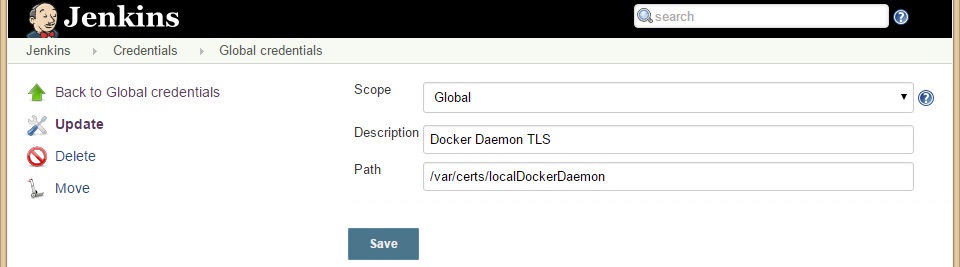 Jenkins
search
Jenkins Credentials Global credentials
Back to Global credentials
Update
Delete
Move
Scope Global
Description Docker Daemon TLS
Path /var/certs/localDockerDaemon
Save